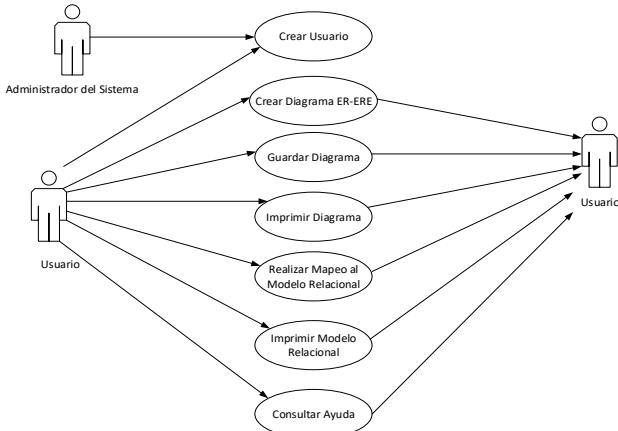 Crear Usuario
Administrador del Sistema
Crear Diagrama ER-ERE
Guardar Diagrama
Imprimir Diagrama
Usuario
Usuario
Realizar Mapeo al
Modelo Relacional
Imprimir Modelo
Relacional
Consultar Ayuda